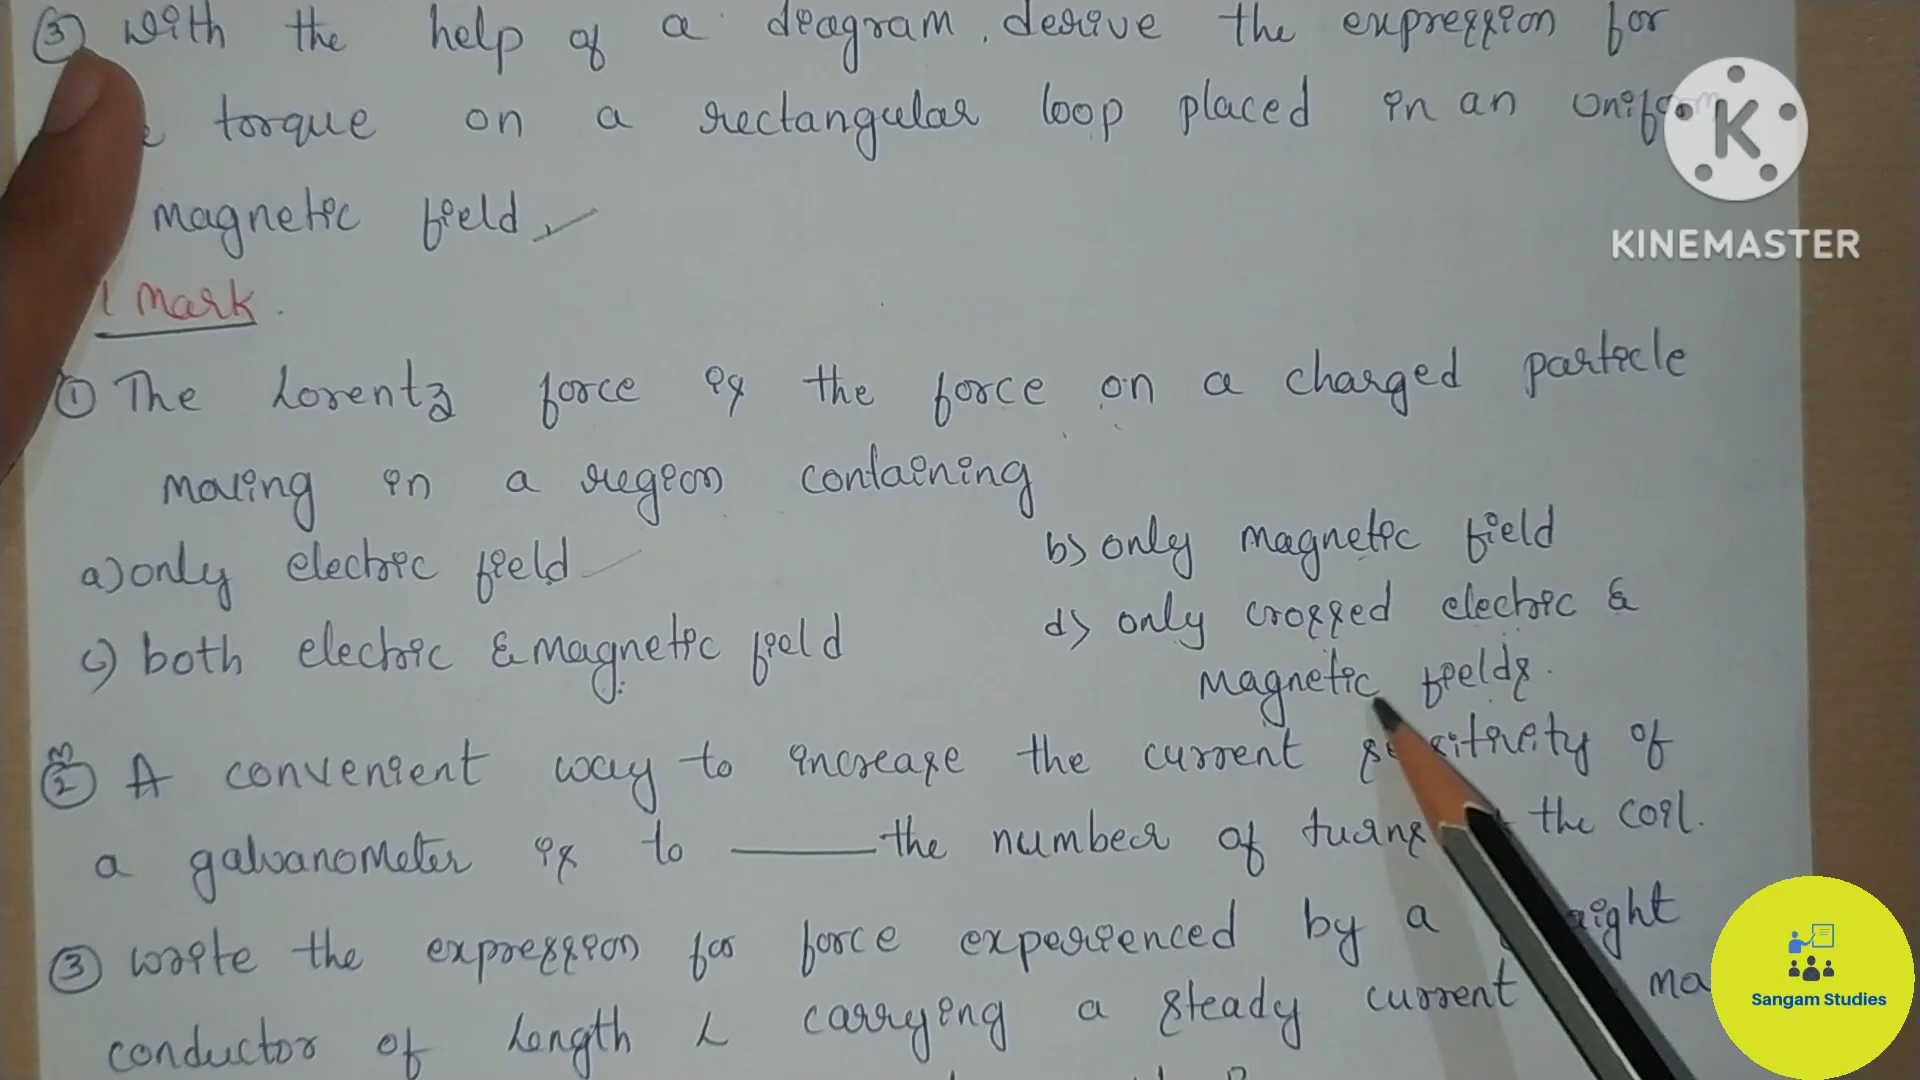 ③ With the help of a diagram, derive the expression for
torque on a rectangular loop placed in an uniform
magnetic field.
K
KINEMASTER
1 Mark.
① The Lorentz force is the force on a charged particle
moving in a region containing
a) only electric field
b) only magnetic field
c) both electric & magnetic field
d) only crossed electric &
magnetic fields.
② A convenient way to increase the current sensitivity of
a galvanometer is to ______ the number of turns the coil.
③ Write the expression for force experienced by a
conductor of Length L carrying a steady current
Sangam Studies